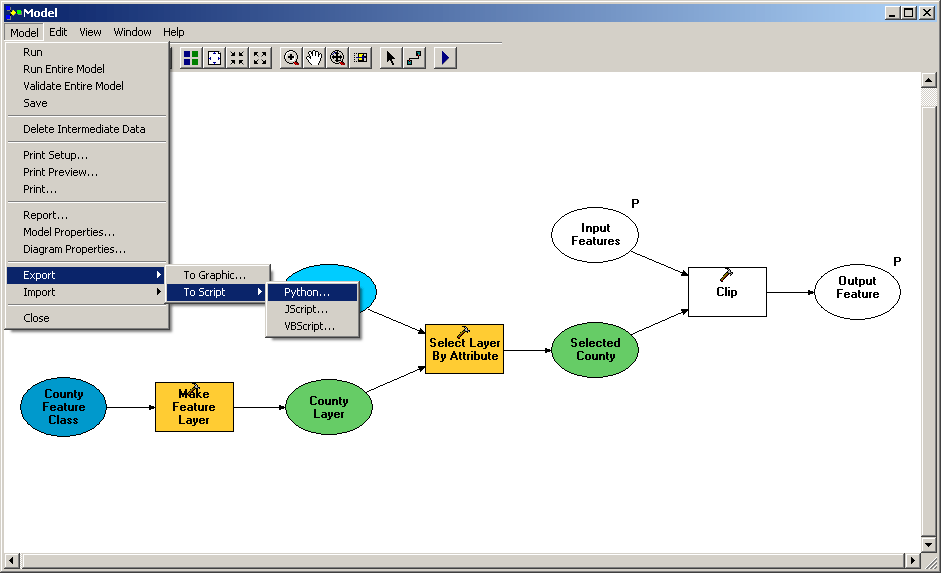 Model
Model Edit View Window Help
Run
Run Entire Model
Validate Entire Model
Save
Delete Intermediate Data
Print Setup...
Print Preview...
Print...
Report...
Model Properties...
Diagram Properties...
Export
Import
Close
To Graphic...
To Script
Python...
JScript...
VBScript...
P
Input
Features
Clip
P
Output
Feature
Select Layer
By Attribute
Selected
County
County
Feature
Class
Make
Feature
Layer
County
Layer